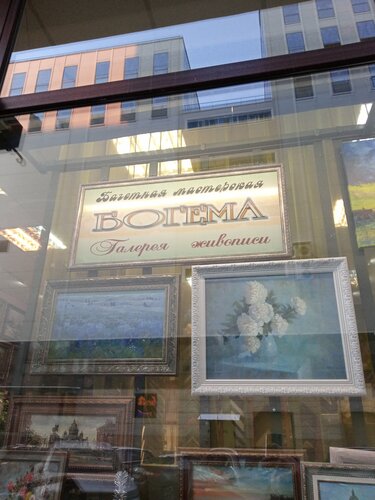 Багетная мастерская
БОГЕМА
Галерея живописи